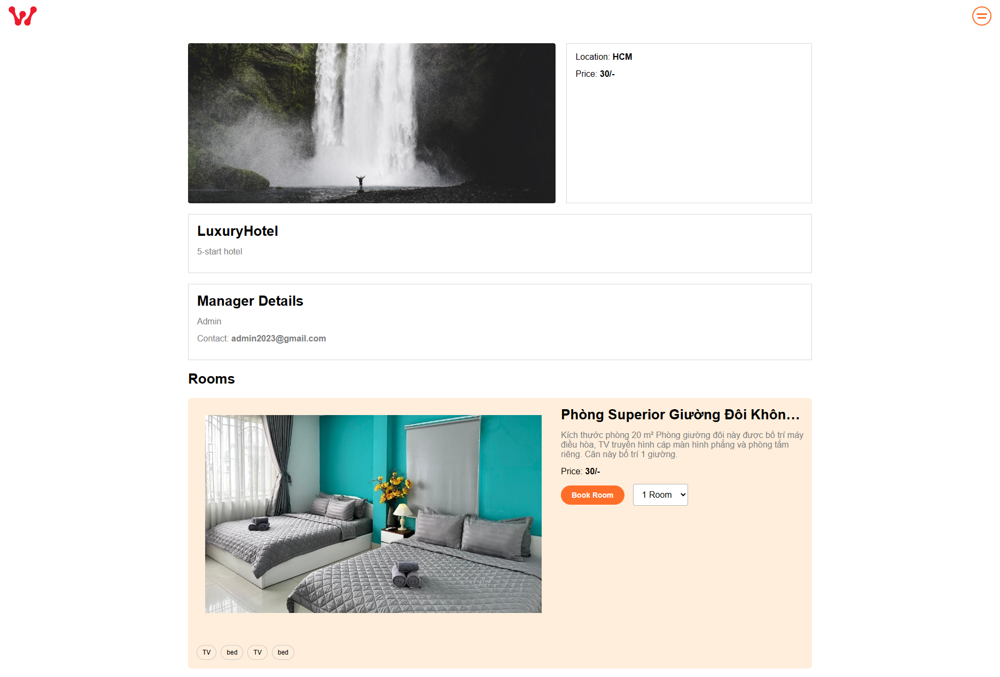 Location: HCM
Price: 30/-
LuxuryHotel
5-start hotel
Manager Details
Admin
Contact: admin2023@gmail.com
Rooms
Phòng Superior Giường Đôi Khôn...
Kích thước phòng 20 m² Phòng giường đôi này được bố trí máy
điều hòa, TV truyền hình cáp màn hình phẳng và phòng tắm
riêng. Căn này bố trí 1 giường.
Price: 30/-
Book Room
1 Room
TV
bed
TV
bed